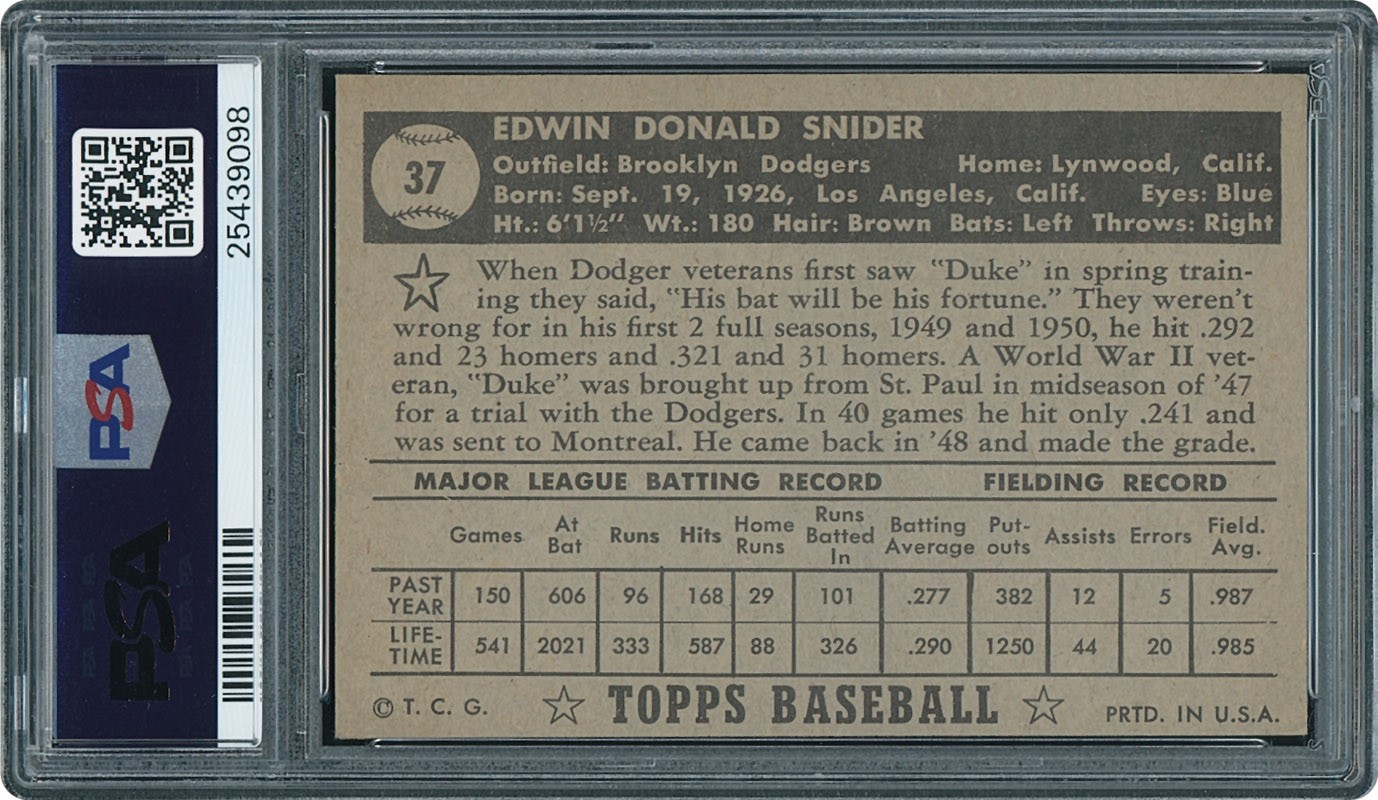 PSA
25439098
PSA
37
EDWIN DONALD SNIDER
Outfield: Brooklyn Dodgers Home: Lynwood, Calif.
Born: Sept. 19, 1926, Los Angeles, Calif. Eyes: Blue
Ht.: 6'1½" Wt.: 180 Hair: Brown Bats: Left Throws: Right
When Dodger veterans first saw "Duke" in spring train-
ing they said, "His bat will be his fortune." They weren't
wrong for in his first 2 full seasons, 1949 and 1950, he hit .292
and 23 homers and .321 and 31 homers. A World War II vet-
eran, "Duke" was brought up from St. Paul in midseason of '47
for a trial with the Dodgers. In 40 games he hit only .241 and
was sent to Montreal. He came back in '48 and made the grade.
MAJOR LEAGUE BATTING RECORD FIELDING RECORD
Games At Bat Runs Hits Home Runs Runs Batted In Batting Average Put-outs Assists Errors Field. Avg.
PAST YEAR 150 606 96 168 29 101 .277 382 12 5 .987
LIFE-TIME 541 2021 333 587 88 326 .290 1250 44 20 .985
© T. C. G. TOPPS BASEBALL PRTD. IN U.S.A.
PSA